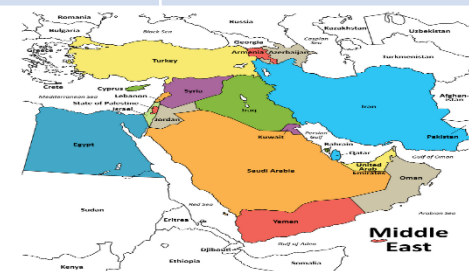 Romania
Russia
Kazakhstan
Uzbekistan
Bulgaria
Black Sea
Caspian
Sea
Georgia
Armenia
Azerbaijan
Turkmenistan
Greece
Turkey
Crete
Cyprus
Syria
Mediterranean Sea
Lebanon
State of Palestine
Israel
Iraq
Iran
Afghan-
istan
Jordan
Kuwait
Persian
Gulf
Pakistan
Bahrain
Qatar
Gulf of Oman
Egypt
Saudi Arabia
United
Arab
Emirates
Oman
Red Sea
Arabian Sea
Sudan
Eritrea
Yemen
Middle
East
Djibouti
Gulf of Aden
Kenya
Ethiopia
Somalia